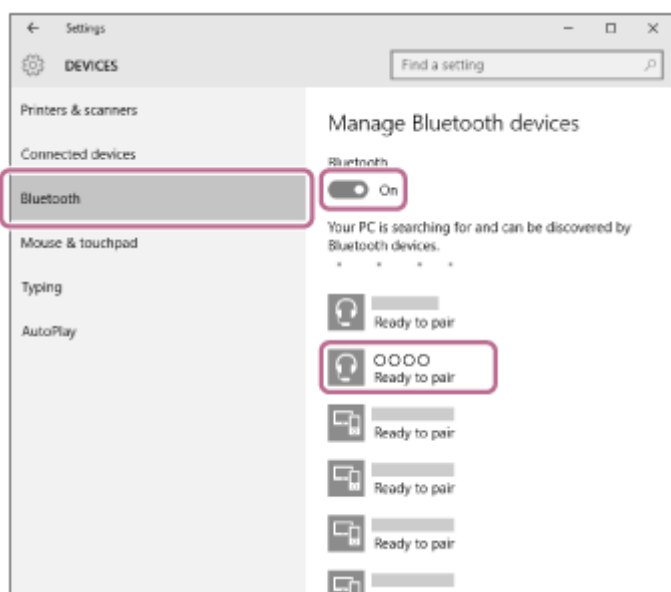 Settings
DEVICES
Find a setting
Printers & scanners
Connected devices
Bluetooth
Mouse & touchpad
Typing
AutoPlay
Manage Bluetooth devices
Bluetooth
On
Your PC is searching for and can be discovered by
Bluetooth devices.
Ready to pair
OOOO
Ready to pair
Ready to pair
Ready to pair
Ready to pair